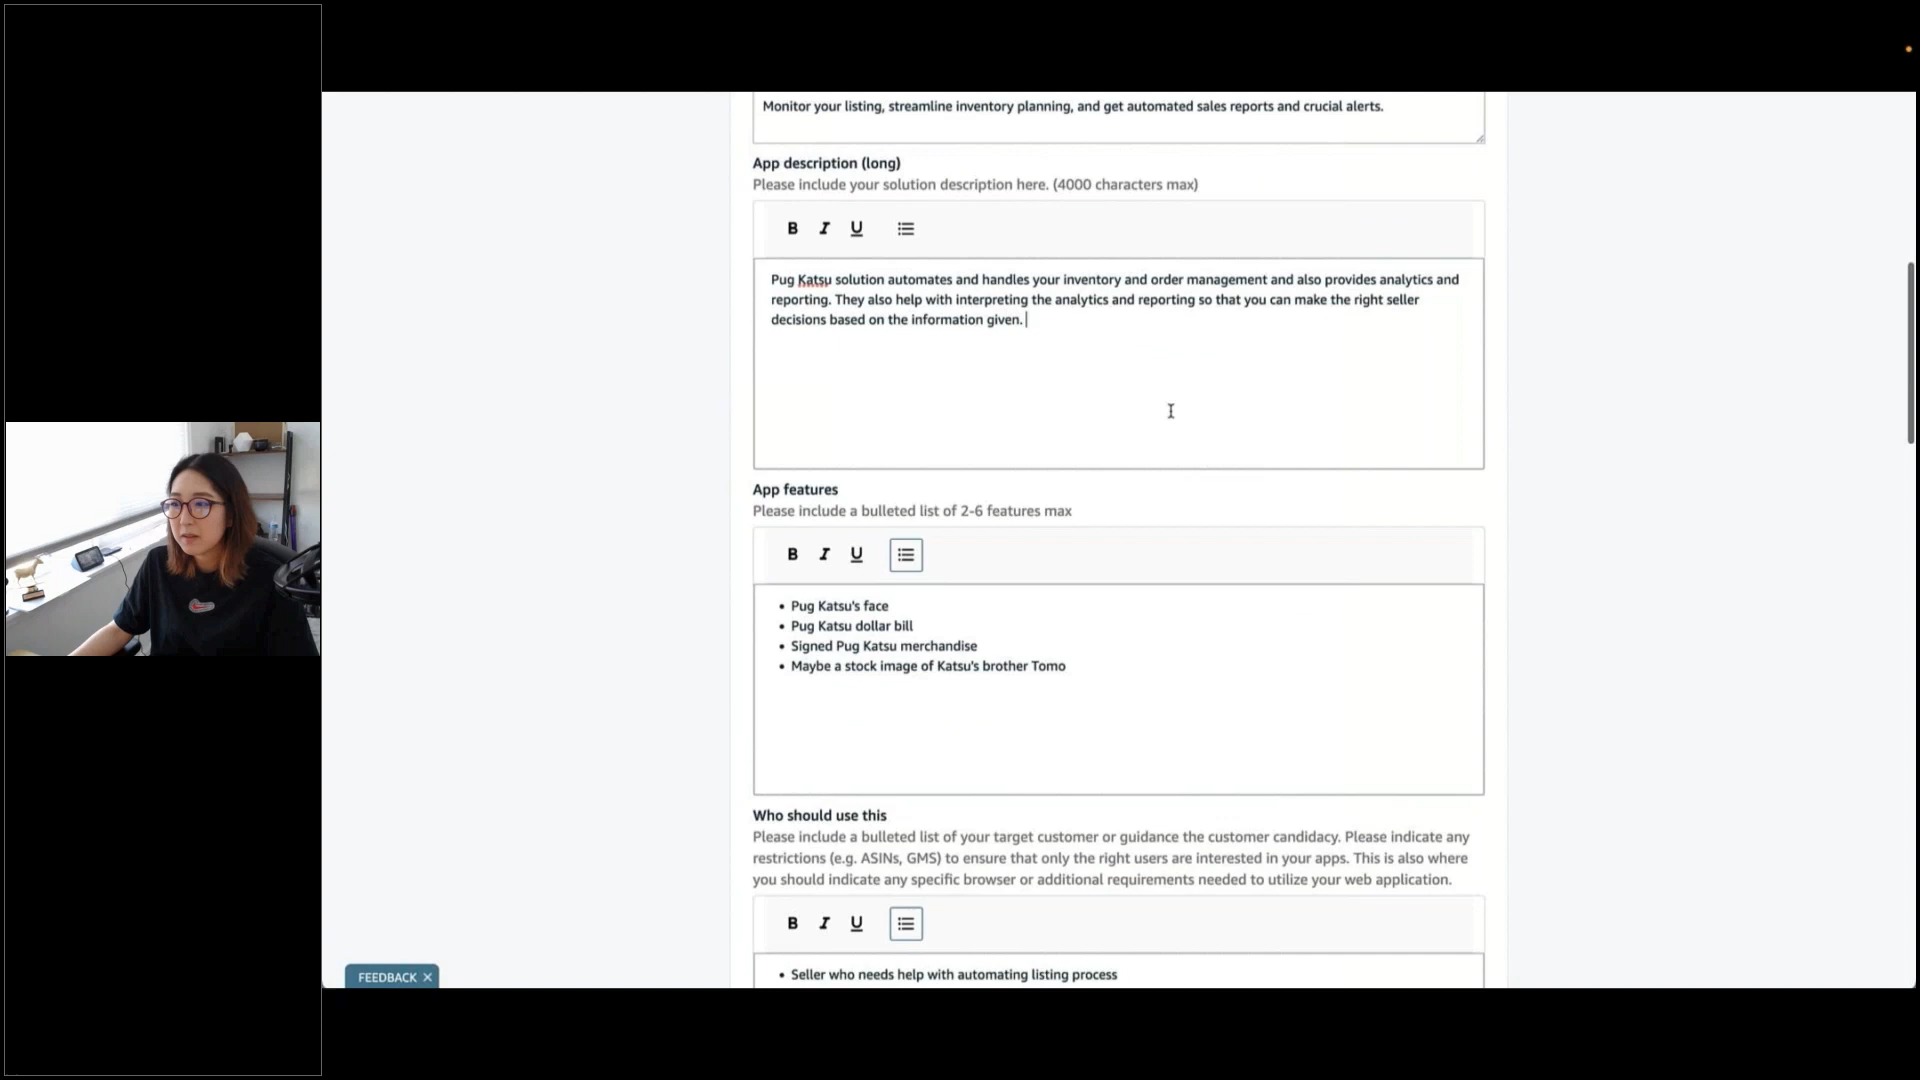 Monitor your listing, streamline inventory planning, and get automated sales reports and crucial alerts.
App description (long)
Please include your solution description here. (4000 characters max)
B I U
Pug Katsu solution automates and handles your inventory and order management and also provides analytics and
reporting. They also help with interpreting the analytics and reporting so that you can make the right seller
decisions based on the information given.
App features
Please include a bulleted list of 2-6 features max
B I U
• Pug Katsu's face
• Pug Katsu dollar bill
• Signed Pug Katsu merchandise
• Maybe a stock image of Katsu's brother Tomo
Who should use this
Please include a bulleted list of your target customer or guidance the customer candidacy. Please indicate any
restrictions (e.g. ASINs, GMS) to ensure that only the right users are interested in your apps. This is also where
you should indicate any specific browser or additional requirements needed to utilize your web application.
B I U
• Seller who needs help with automating listing process
FEEDBACK ×